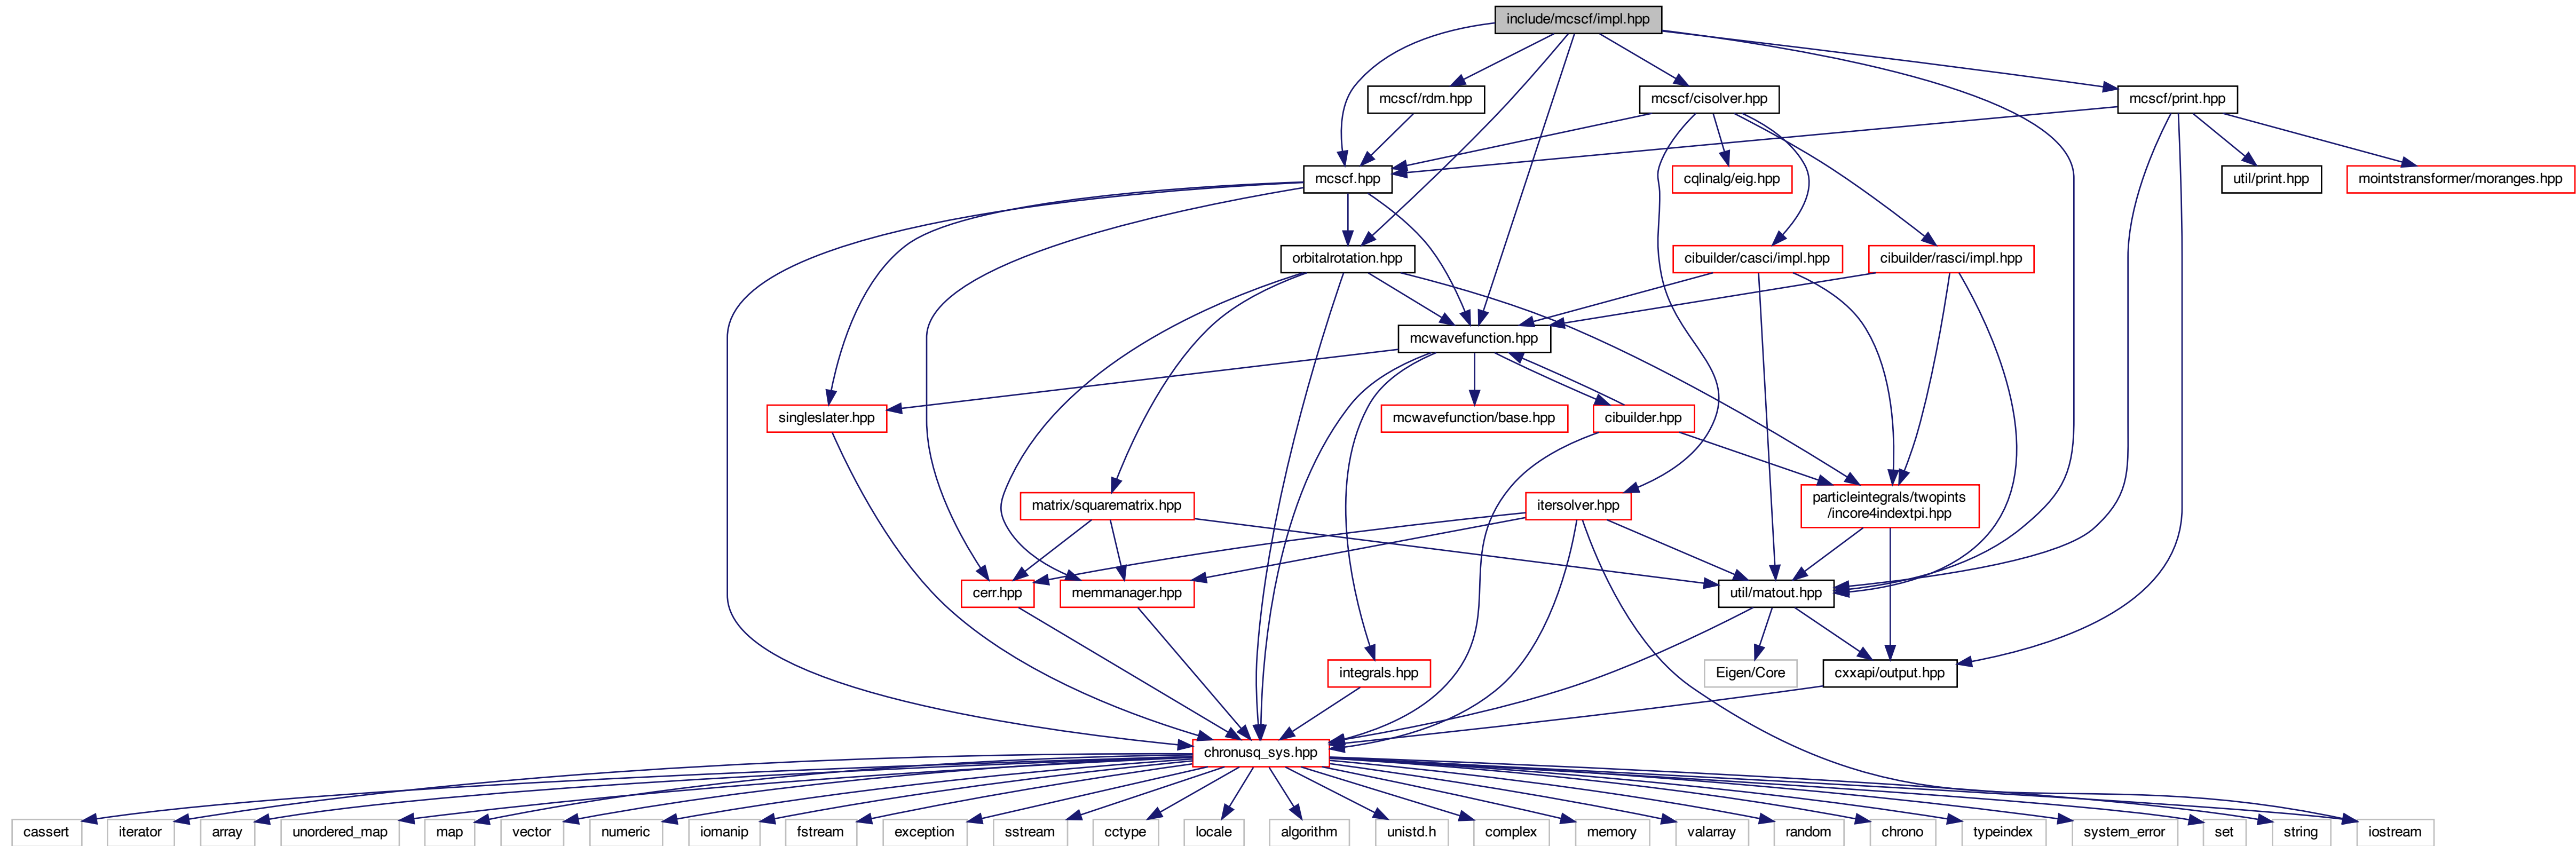 include/mcscf/impl.hpp
mcscf/rdm.hpp
mcscf/cisolver.hpp
mcscf/print.hpp
mcscf.hpp
cqlinalg/eig.hpp
util/print.hpp
mointstransformer/moranges.hpp
orbitalrotation.hpp
cibuilder/casci/impl.hpp
cibuilder/rasci/impl.hpp
mcwavefunction.hpp
singleslater.hpp
mcwavefunction/base.hpp
cibuilder.hpp
matrix/squarematrix.hpp
itersolver.hpp
particleintegrals/twopints
/incore4indextpi.hpp
cerr.hpp
memmanager.hpp
util/matout.hpp
integrals.hpp
Eigen/Core
cxxapi/output.hpp
chronusq_sys.hpp
cassert
iterator
array
unordered_map
map
vector
numeric
iomanip
fstream
exception
sstream
cctype
locale
algorithm
unistd.h
complex
memory
valarray
random
chrono
typeindex
system_error
set
string
iostream